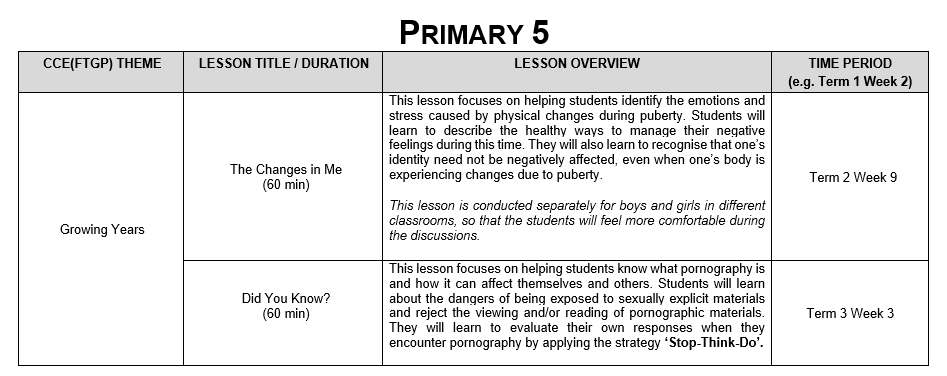 PRIMARY 5
CCE(FTGP) THEME
LESSON TITLE / DURATION
LESSON OVERVIEW
TIME PERIOD
(e.g. Term 1 Week 2)
Growing Years
The Changes in Me
(60 min)
This lesson focuses on helping students identify the emotions and
stress caused by physical changes during puberty. Students will
learn to describe the healthy ways to manage their negative
feelings during this time. They will also learn to recognise that one’s
identity need not be negatively affected, even when one’s body is
experiencing changes due to puberty.
This lesson is conducted separately for boys and girls in different
classrooms, so that the students will feel more comfortable during
the discussions.
Term 2 Week 9
Did You Know?
(60 min)
This lesson focuses on helping students know what pornography is
and how it can affect themselves and others. Students will learn
about the dangers of being exposed to sexually explicit materials
and reject the viewing and/or reading of pornographic materials.
They will learn to evaluate their own responses when they
encounter pornography by applying the strategy ‘Stop-Think-Do’.
Term 3 Week 3